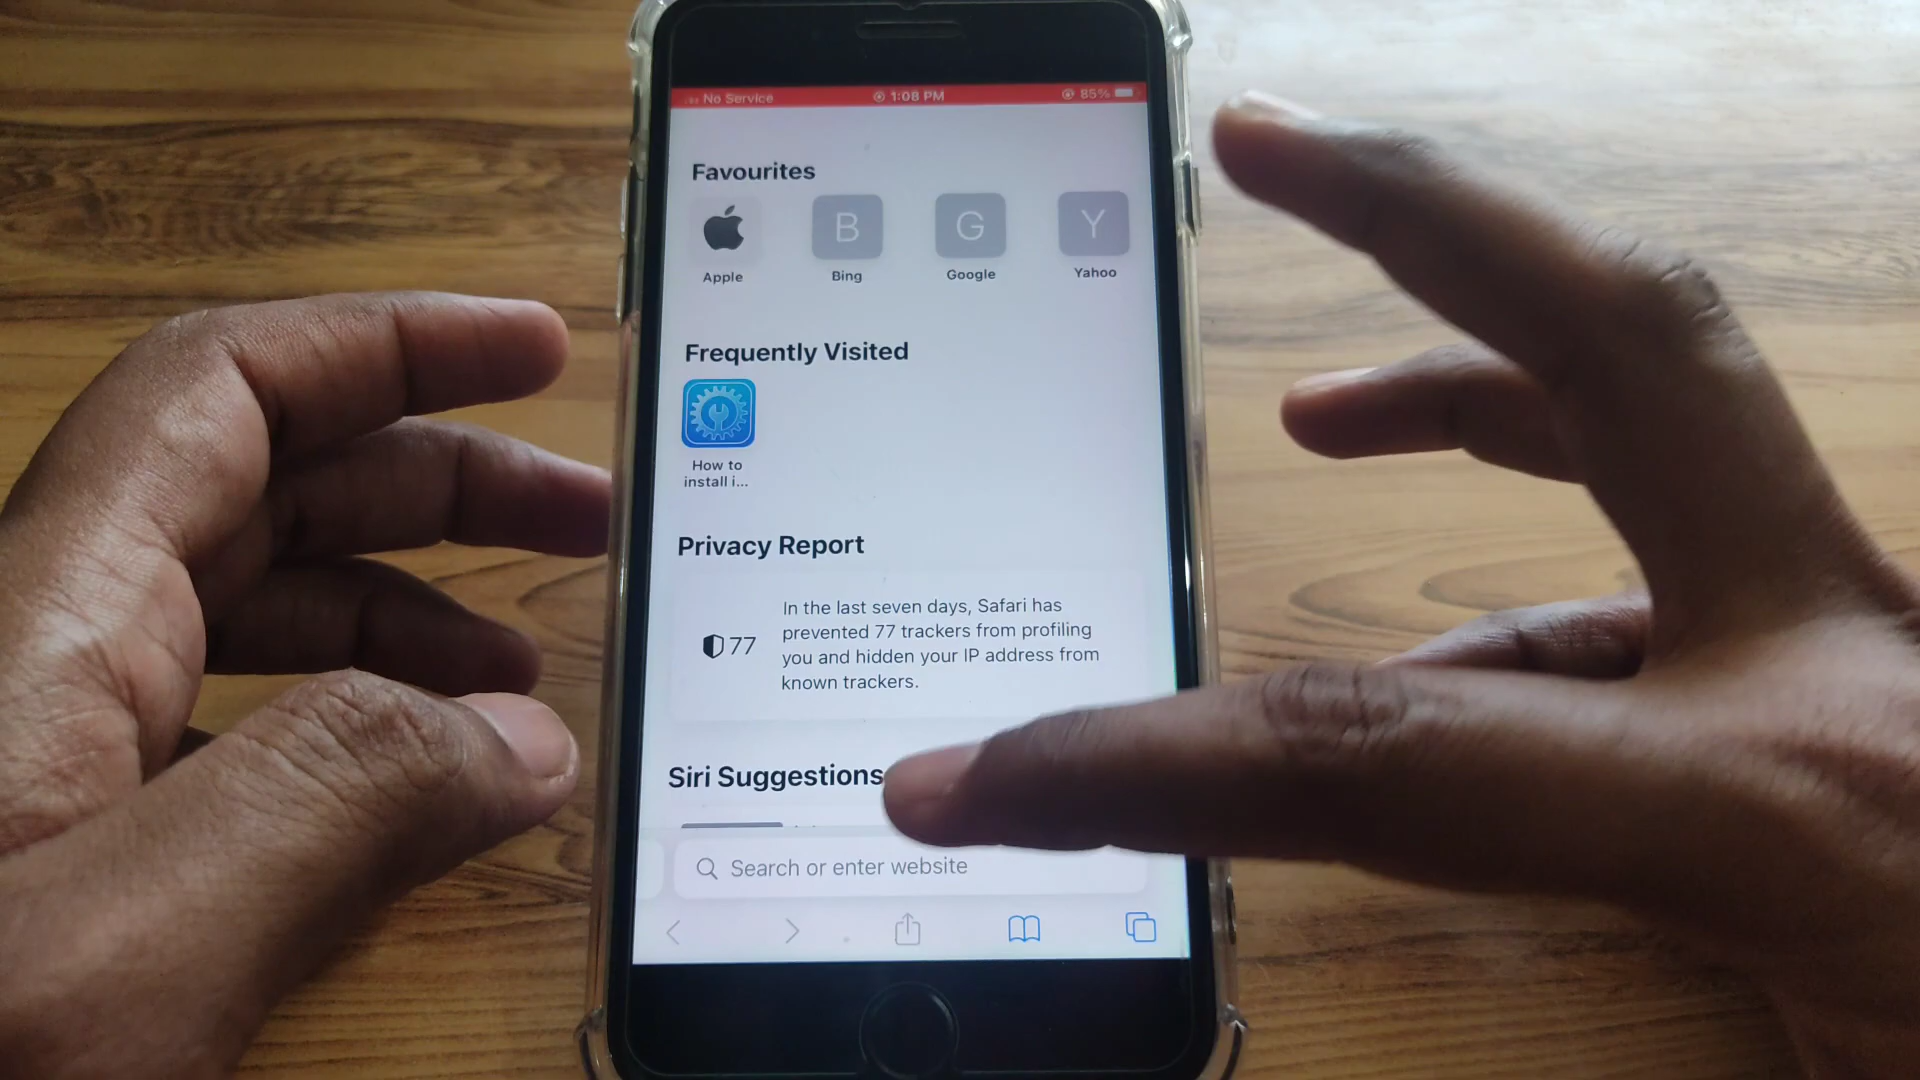 No Service 1:08 PM 85%
Favourites
B G Y
Apple Bing Google Yahoo
Frequently Visited
How to
install i...
Privacy Report
77
In the last seven days, Safari has
prevented 77 trackers from profiling
you and hidden your IP address from
known trackers.
Siri Suggestions
Search or enter website